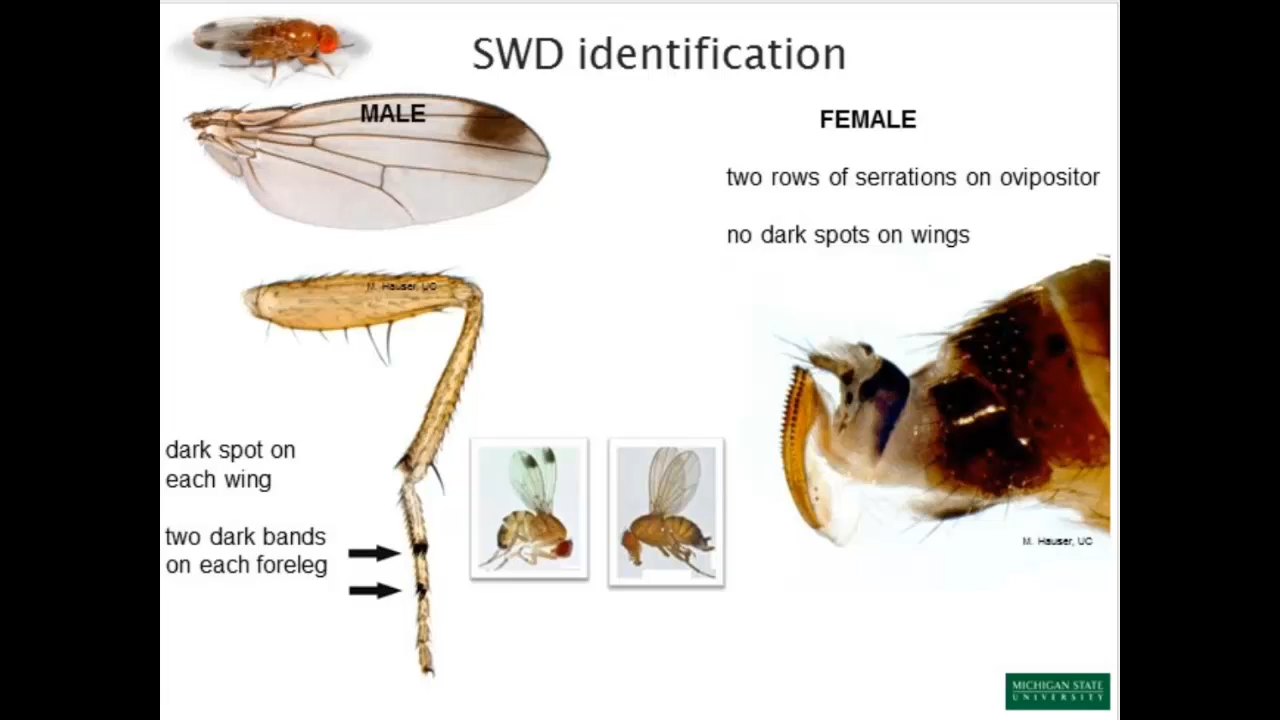 SWD identification
MALE
FEMALE
two rows of serrations on ovipositor
no dark spots on wings
M. Hauser, UC
dark spot on
each wing
two dark bands
on each foreleg
M. Hauser, UC
MICHIGAN STATE
UNIVERSITY